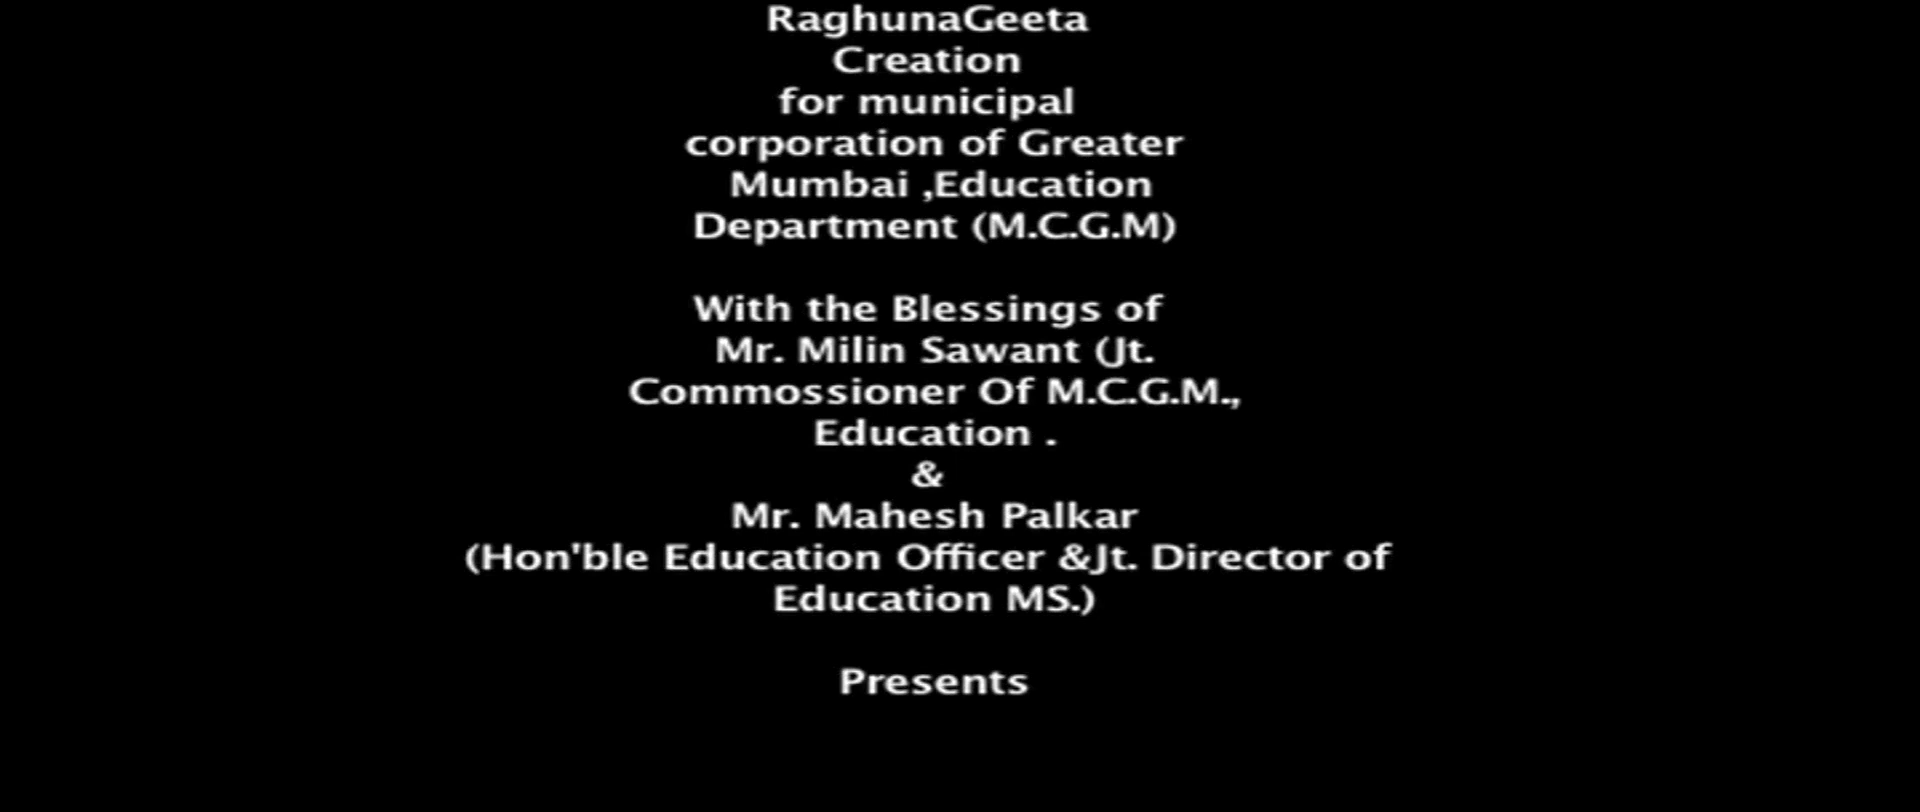 RaghunaGeeta
Creation
for municipal
corporation of Greater
Mumbai ,Education
Department (M.C.G.M)
With the Blessings of
Mr. Milin Sawant (Jt.
Commossioner Of M.C.G.M.,
Education .
&
Mr. Mahesh Palkar
(Hon'ble Education Officer &Jt. Director of
Education MS.)
Presents